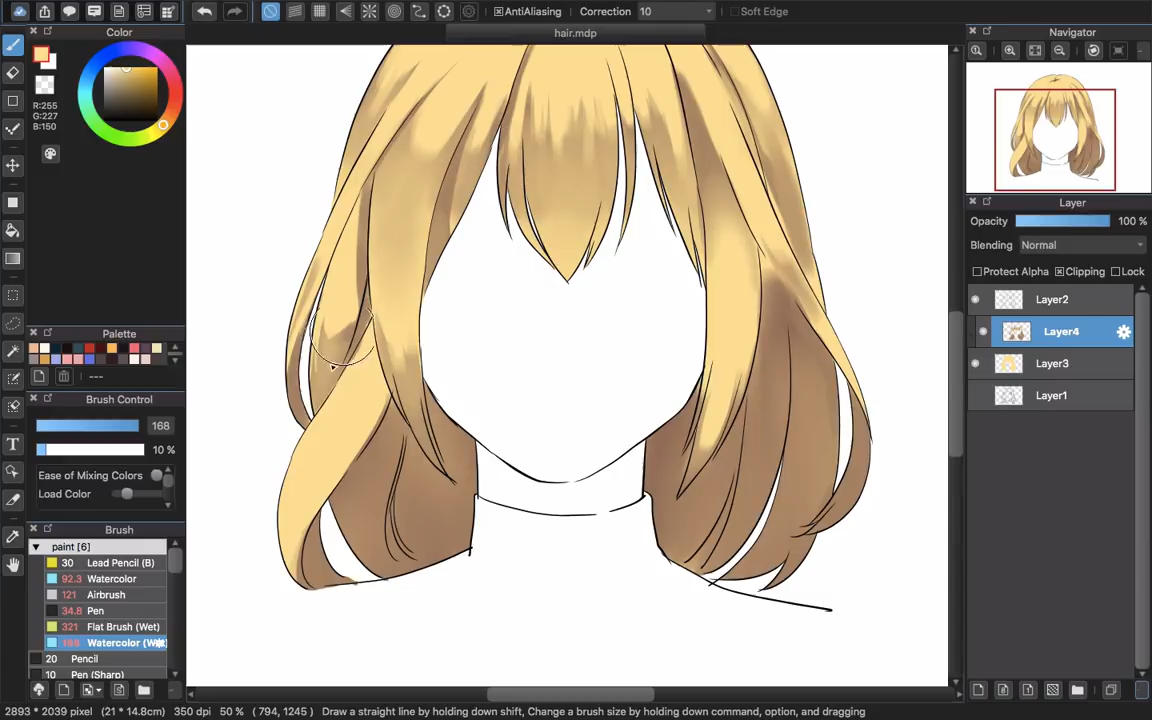 AntiAliasing Correction 10 Soft Edge
hair.mdp
Color
R:255
G:227
B:150
Palette
---
Brush Control
168
10 %
Ease of Mixing Colors
Load Color
Brush
paint [6]
30 Lead Pencil (B)
92.3 Watercolor
121 Airbrush
34.8 Pen
321 Flat Brush (Wet)
168 Watercolor (Wet
20 Pencil
10 Pen (Sharp)
T
Navigator
Layer
Opacity 100 %
Blending Normal
Protect Alpha Clipping Lock
Layer2
Layer4
Layer3
Layer1
2893 * 2039 pixel (21 * 14.8cm) 350 dpi 50 % ( 794, 1245 ) Draw a straight line by holding down shift, Change a brush size by holding down command, option, and dragging